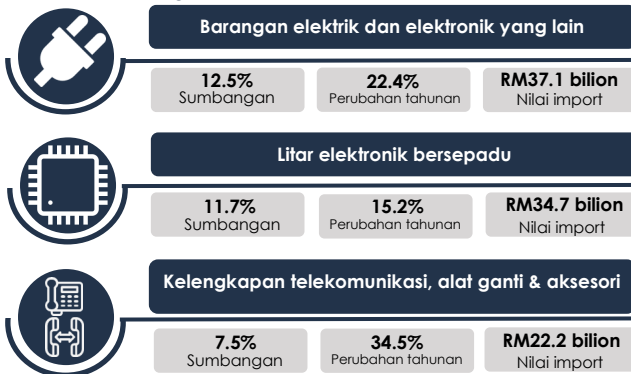 Barangan elektrik dan elektronik yang lain
12.5% 22.4% RM37.1 bilion
Sumbangan Perubahan tahunan Nilai import
Litar elektronik bersepadu
11.7% 15.2% RM34.7 bilion
Sumbangan Perubahan tahunan Nilai import
Kelengkapan telekomunikasi, alat ganti & aksesori
7.5% 34.5% RM22.2 bilion
Sumbangan Perubahan tahunan Nilai import